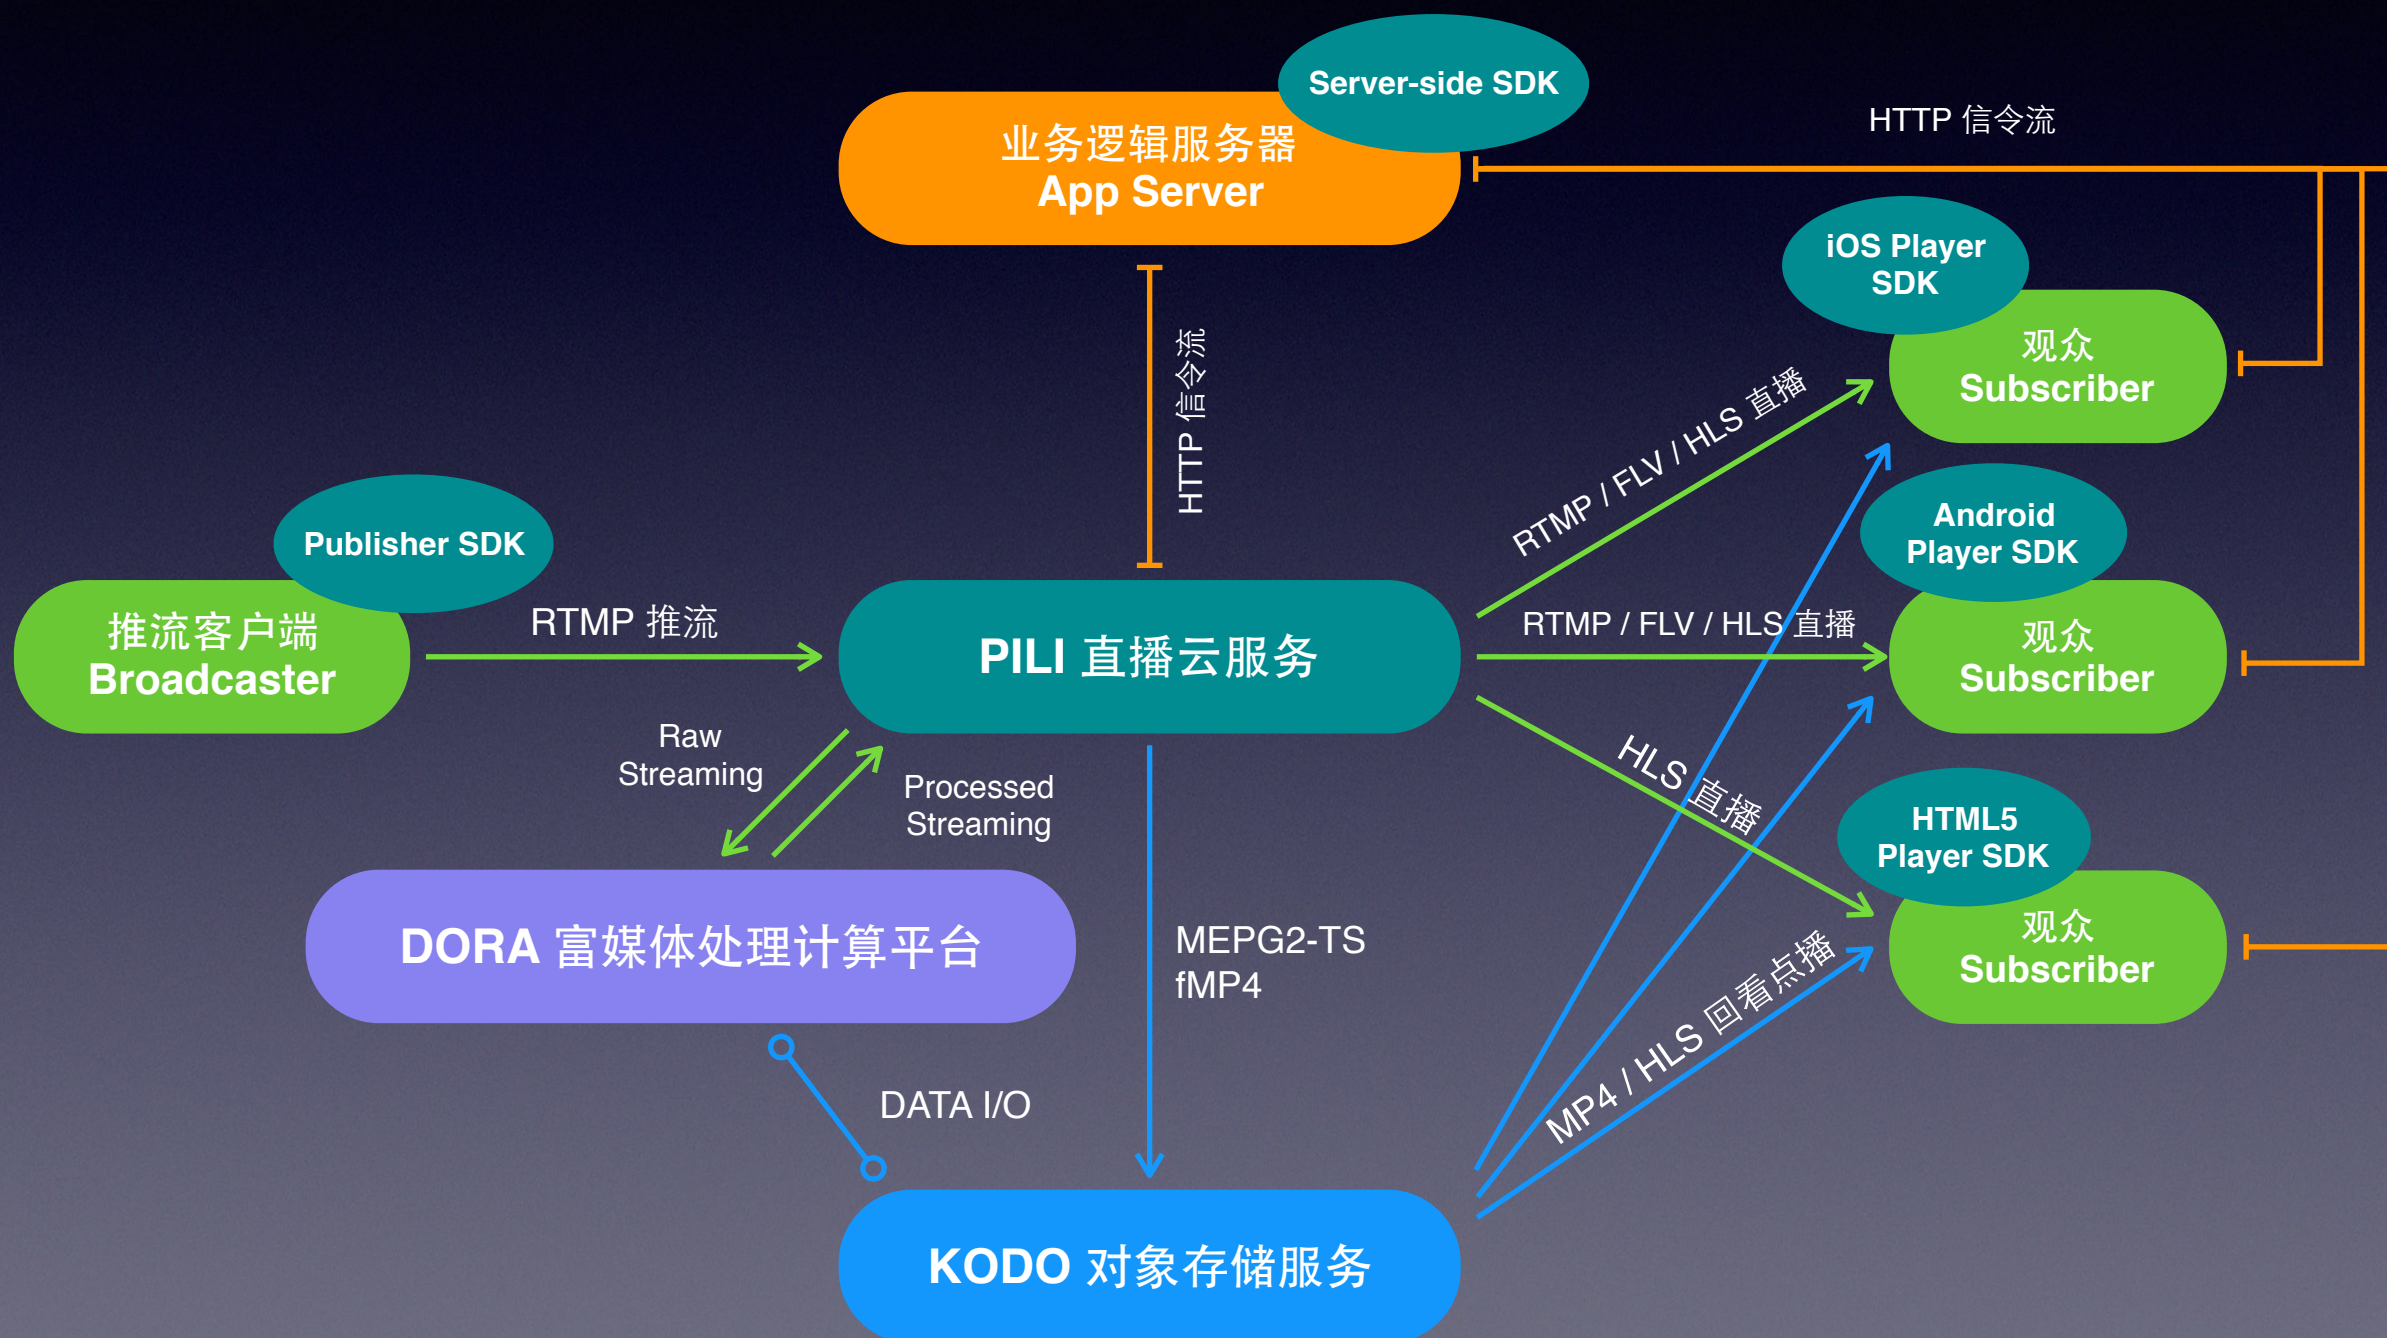 Server-side SDK
业务逻辑服务器
App Server
HTTP 信令流
iOS Player
SDK
观众
Subscriber
HTTP 信令流
RTMP / FLV / HLS 直播
Android
Player SDK
观众
Subscriber
Publisher SDK
推流客户端
Broadcaster
RTMP 推流
PILI 直播云服务
RTMP / FLV / HLS 直播
Raw
Streaming
Processed
Streaming
HLS 直播
HTML5
Player SDK
观众
Subscriber
DORA 富媒体处理计算平台
MEPG2-TS
fMP4
MP4 / HLS 回看点播
DATA I/O
KODO 对象存储服务